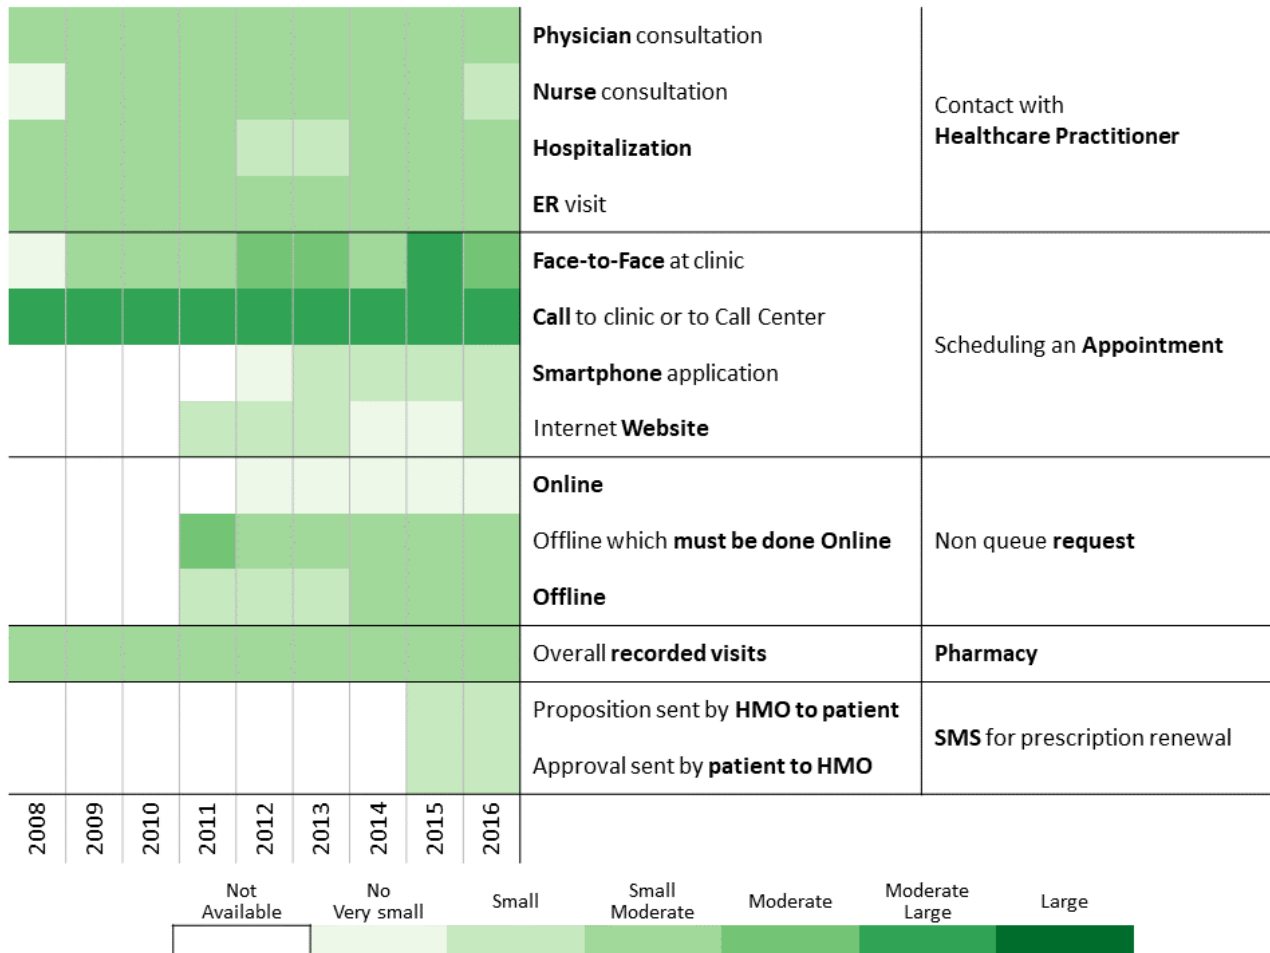 Physician consultation
Nurse consultation
Hospitalization
ER visit
Contact with
Healthcare Practitioner
Face-to-Face at clinic
Call to clinic or to Call Center
Smartphone application
Internet Website
Scheduling an Appointment
Online
Offline which must be done Online
Offline
Non queue request
Overall recorded visits
Pharmacy
Proposition sent by HMO to patient
Approval sent by patient to HMO
SMS for prescription renewal
2008
2009
2010
2011
2012
2013
2014
2015
2016
Not
Available
No
Very small
Small
Small
Moderate
Moderate
Moderate
Large
Large